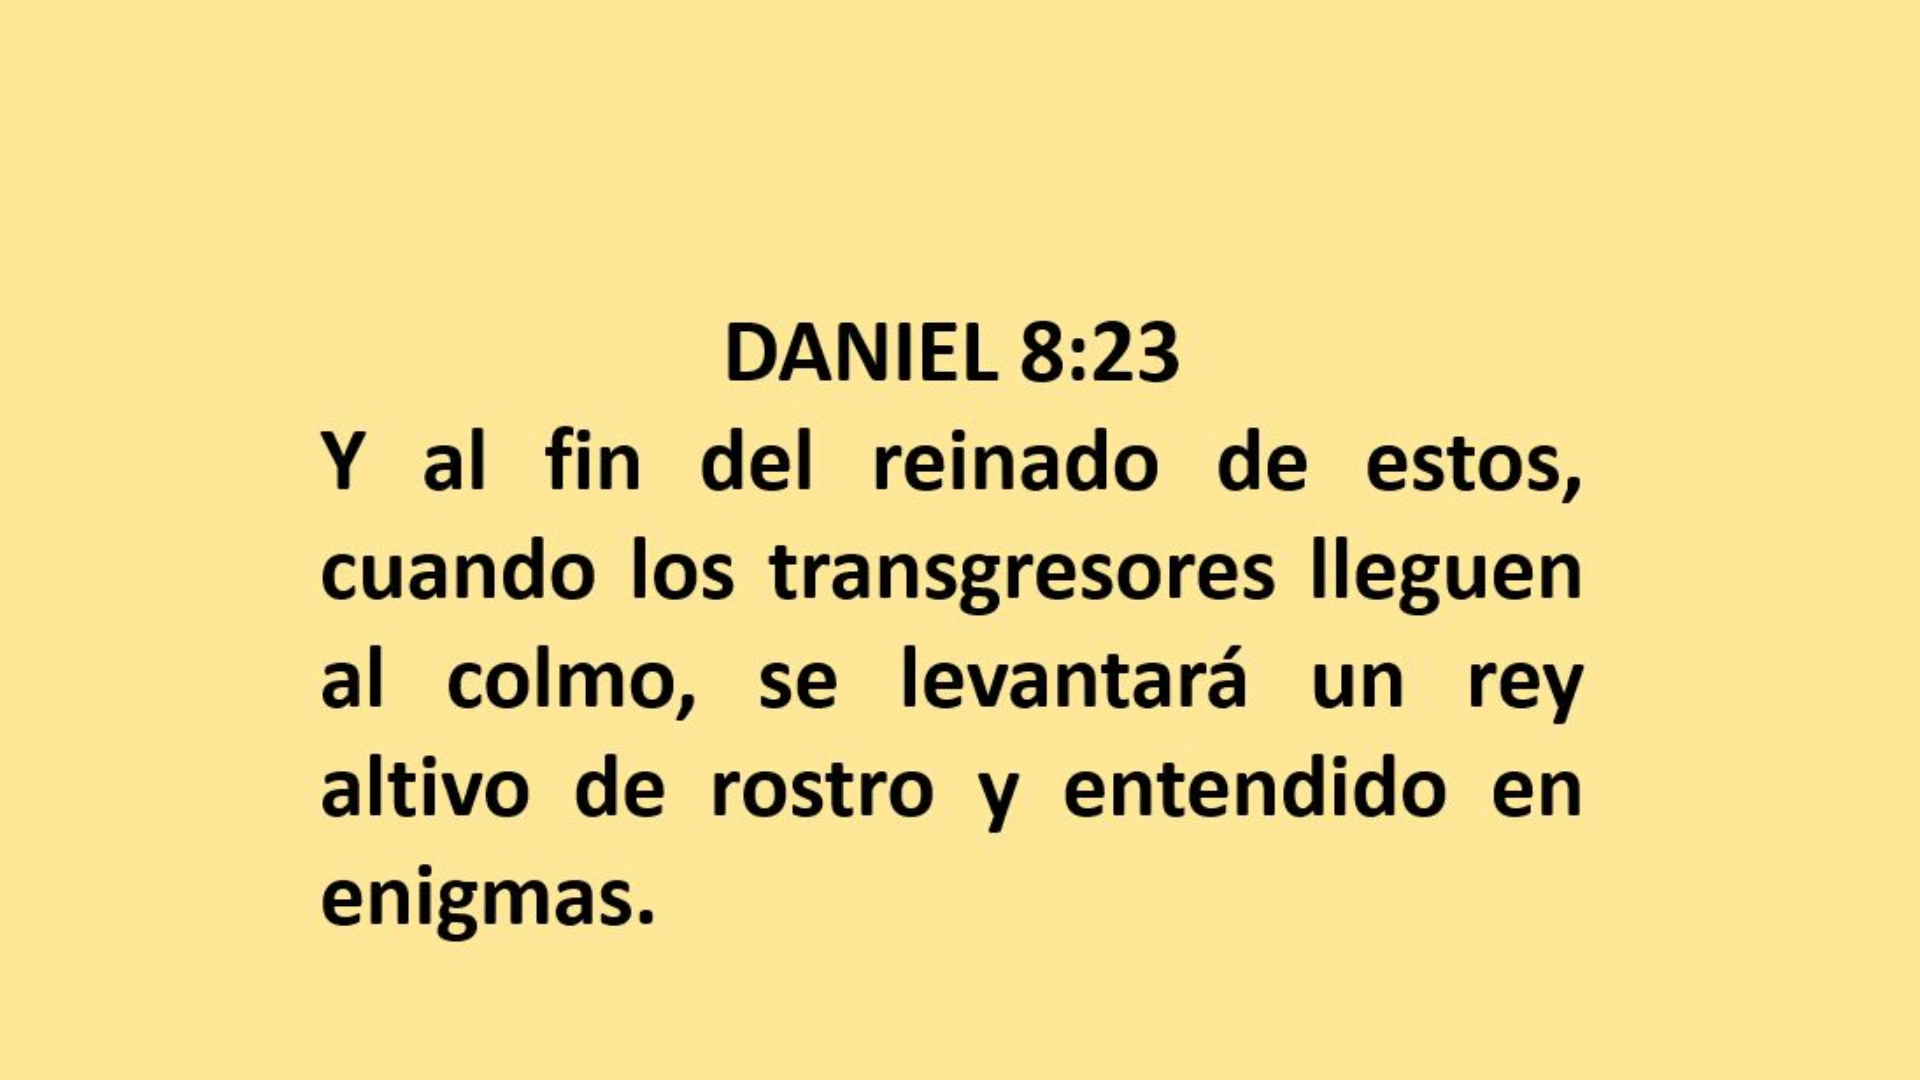 DANIEL 8:23
Y al fin del reinado de estos,
cuando los transgresores lleguen
al colmo, se levantará un rey
altivo de rostro y entendido en
enigmas.